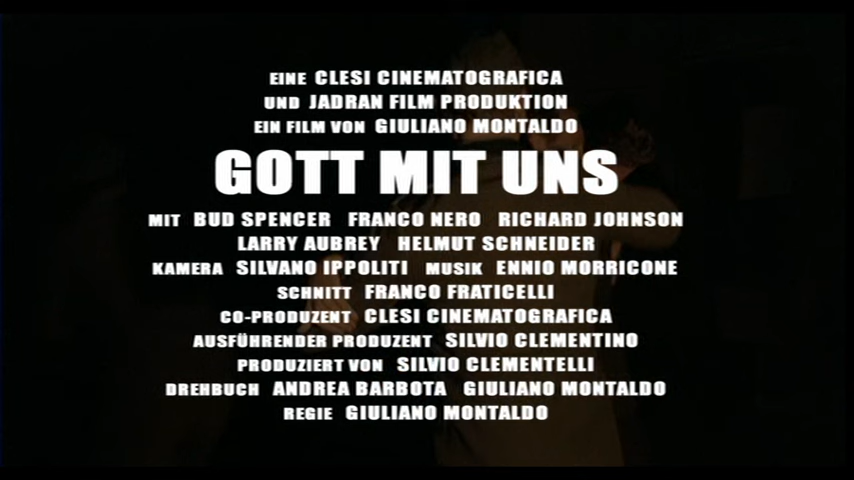 EINE CLESI CINEMATOGRAFICA
UND JADRAN FILM PRODUKTION
EIN FILM VON GIULIANO MONTALDO
GOTT MIT UNS
MIT BUD SPENCER FRANCO NERO RICHARD JOHNSON
LARRY AUBREY HELMUT SCHNEIDER
KAMERA SILVANO IPPOLITI MUSIK ENNIO MORRICONE
SCHNITT FRANCO FRATICELLI
CO-PRODUZENT CLESI CINEMATOGRAFICA
AUSFÜHRENDER PRODUZENT SILVIO CLEMENTINO
PRODUZIERT VON SILVIO CLEMENTELLI
DREHBUCH ANDREA BARBOTA GIULIANO MONTALDO
REGIE GIULIANO MONTALDO